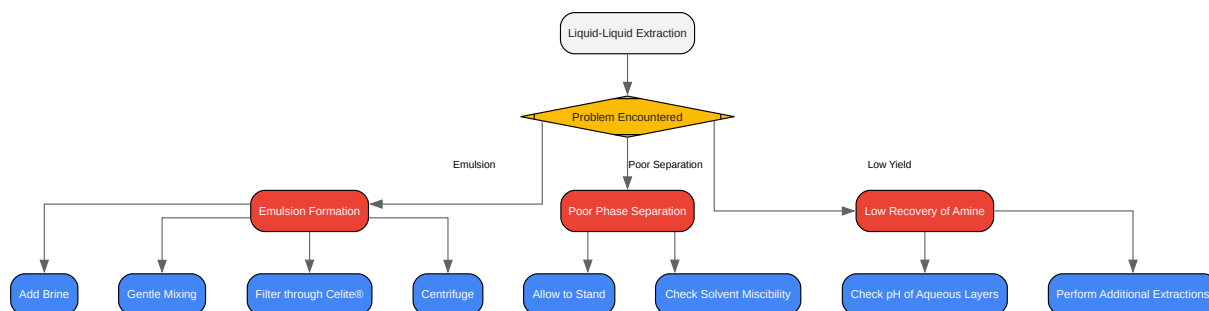 Liquid-Liquid Extraction
Problem Encountered
Emulsion
Poor Separation
Low Yield
Emulsion Formation
Poor Phase Separation
Low Recovery of Amine
Add Brine
Gentle Mixing
Filter through Celite®
Centrifuge
Allow to Stand
Check Solvent Miscibility
Check pH of Aqueous Layers
Perform Additional Extractions